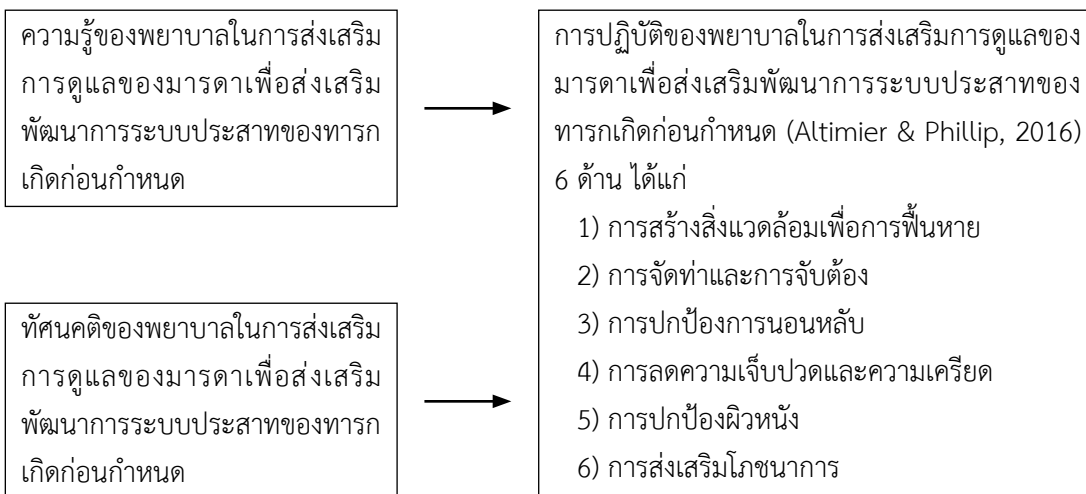 ความรู้ของพยาบาลในการส่งเสริม
การดูแลของมารดาเพื่อส่งเสริม
พัฒนาการระบบประสาทของทารก
เกิดก่อนกำหนด
ทัศนคติของพยาบาลในการส่งเสริม
การดูแลของมารดาเพื่อส่งเสริม
พัฒนาการระบบประสาทของทารก
เกิดก่อนกำหนด
การปฏิบัติของพยาบาลในการส่งเสริมการดูแลของ
มารดาเพื่อส่งเสริมพัฒนาการระบบประสาทของ
ทารกเกิดก่อนกำหนด (Altimier & Phillip, 2016)
6 ด้าน ได้แก่
1) การสร้างสิ่งแวดล้อมเพื่อการฟื้นหาย
2) การจัดท่าและการจับต้อง
3) การปกป้องการนอนหลับ
4) การลดความเจ็บปวดและความเครียด
5) การปกป้องผิวหนัง
6) การส่งเสริมโภชนาการ